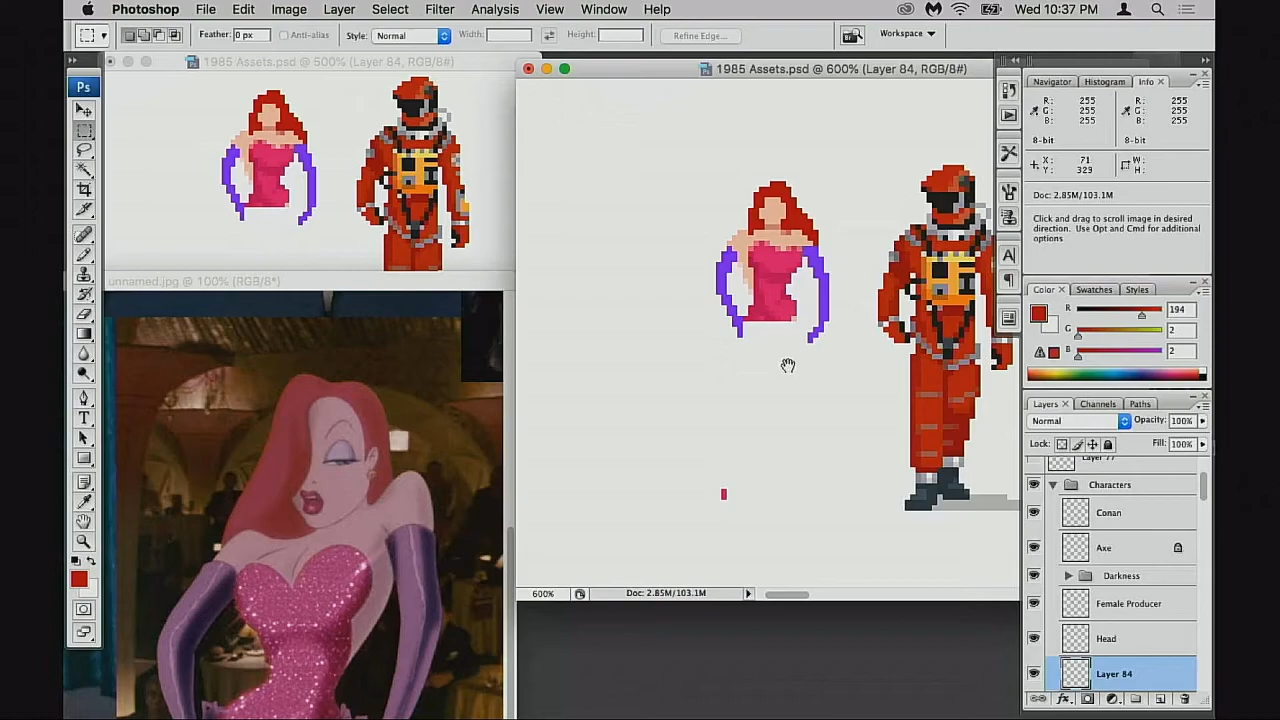 Photoshop File Edit Image Layer Select Filter Analysis View Window Help Wed 10:37 PM
Feather: 0 px Anti-alias Style: Normal Width: Height: Refine Edge... Workspace
1985 Assets.psd @ 500% (Layer 84, RGB/8#)
1985 Assets.psd @ 600% (Layer 84, RGB/8#)
Ps
Navigator Histogram Info
R: 255 R: 255
G: 255 G: 255
B: 255 B: 255
8-bit 8-bit
X: 71 W:
Y: 329 H:
Doc: 2.85M/103.1M
Click and drag to scroll image in desired
direction. Use Opt and Cmd for additional
options
unnamed.jpg @ 100% (RGB/8*)
Color Swatches Styles
R 194
G 2
B 2
Layers Channels Paths
Normal Opacity: 100%
Lock: Fill: 100%
Layer 77
Characters
Conan
Axe
Darkness
Female Producer
Head
Layer 84
600% Doc: 2.85M/103.1M
fx